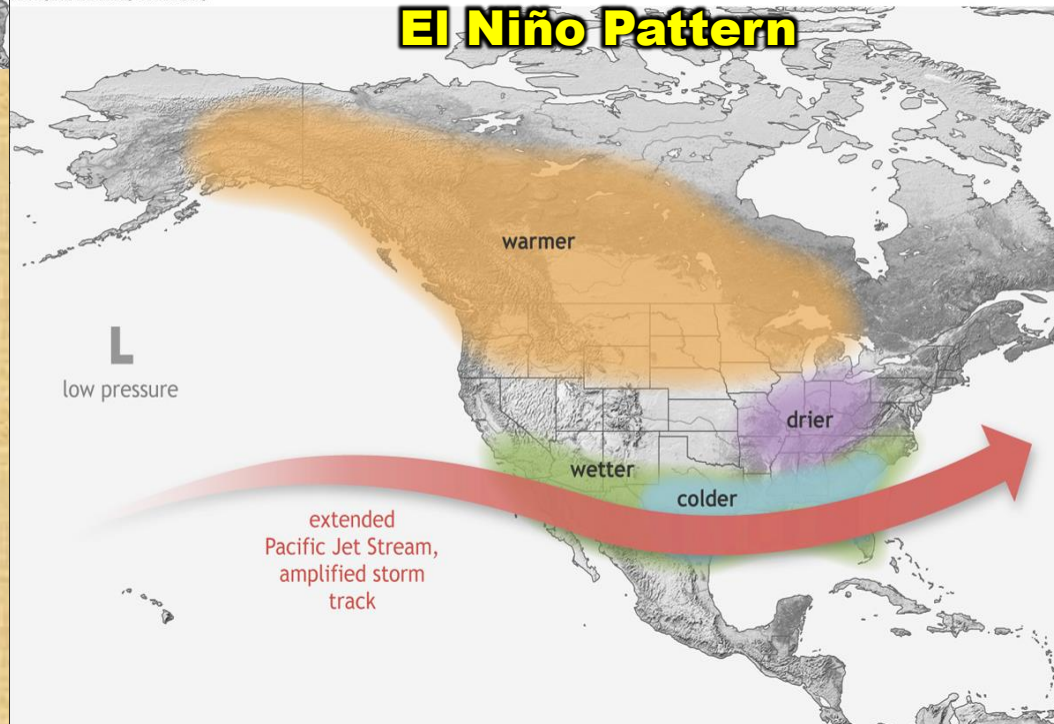 El Niño Pattern
warmer
L
low pressure
drier
wetter
colder
extended
Pacific Jet Stream,
amplified storm
track